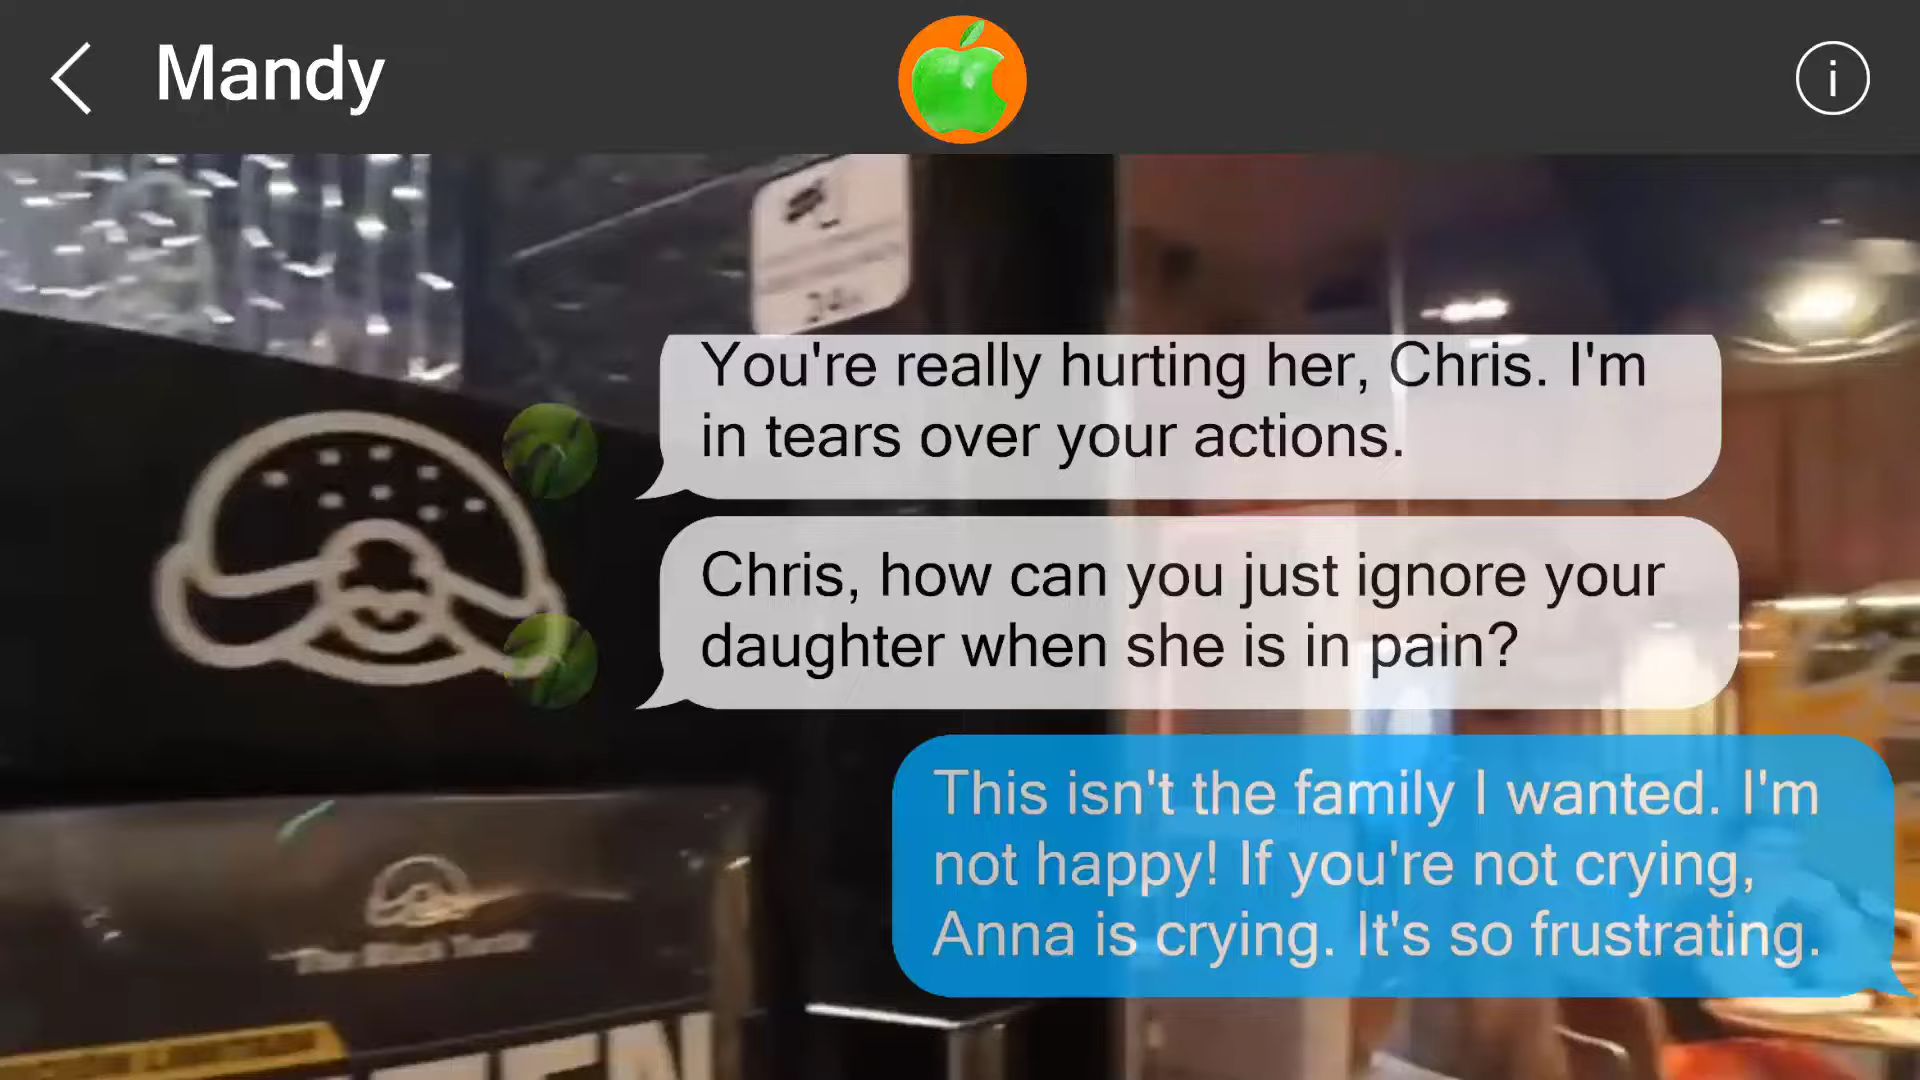 Mandy
You're really hurting her, Chris. I'm
in tears over your actions.
Chris, how can you just ignore your
daughter when she is in pain?
This isn't the family I wanted. I'm
not happy! If you're not crying,
Anna is crying. It's so frustrating.